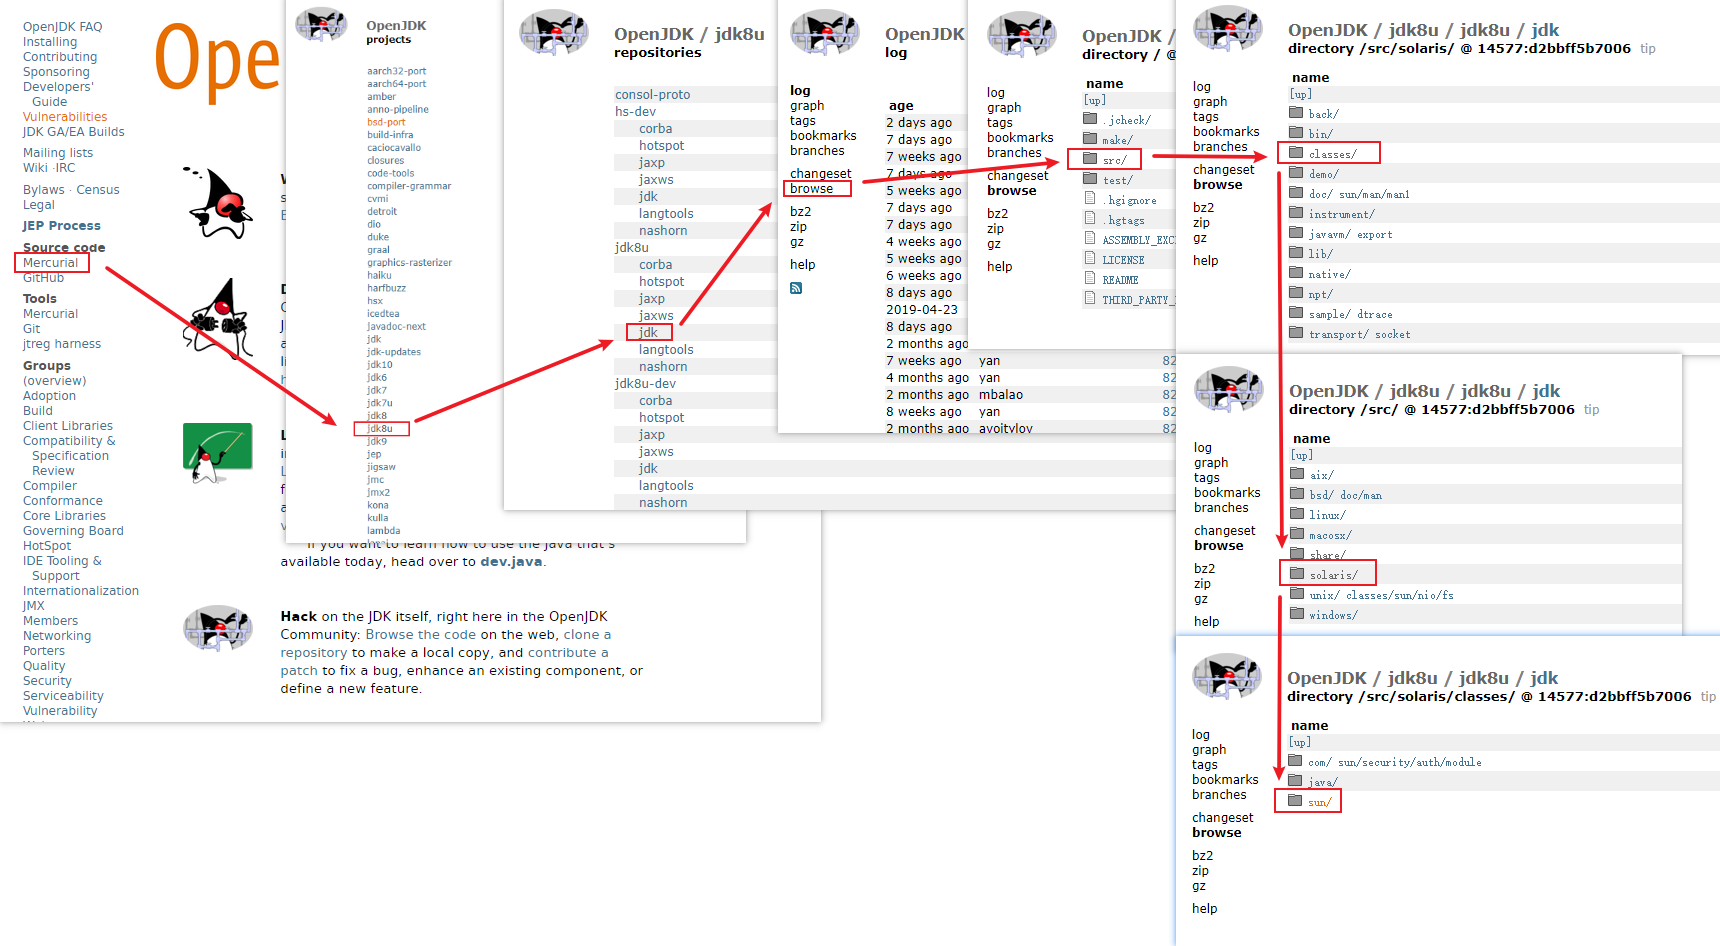 OpenJDK FAQ
Installing
Contributing
Sponsoring
Developers'
Guide
Vulnerabilities
JDK GA/EA Builds
Mailing lists
Wiki ·IRC
Bylaws · Census
Legal
JEP Process
Source code
Mercurial
GitHub
Tools
Mercurial
Git
jtreg harness
Groups
(overview)
Adoption
Build
Client Libraries
Compatibility &
Specification
Review
Compiler
Conformance
Core Libraries
Governing Board
HotSpot
IDE Tooling &
Support
Internationalization
JMX
Members
Networking
Porters
Quality
Security
Serviceability
Vulnerability
Ope
if you want to learn how to use the Java that's
available today, head over to dev.java.
Hack on the JDK itself, right here in the OpenJDK
Community: Browse the code on the web, clone a
repository to make a local copy, and contribute a
patch to fix a bug, enhance an existing component, or
define a new feature.
OpenJDK
projects
aarch32-port
aarch64-port
amber
anno-pipeline
bsd-port
build-infra
caciocavallo
closures
code-tools
compiler-grammar
cvmi
detroit
dio
duke
graal
graphics-rasterizer
haiku
harfbuzz
hsx
icedtea
javadoc-next
jdk
jdk-updates
jdk10
jdk6
jdk7
jdk7u
jdk8
jdk8u
jdk9
jep
jigsaw
jmc
jmx2
kona
kulla
lambda
OpenJDK / jdk8u
repositories
consol-proto
hs-dev
corba
hotspot
jaxp
jaxws
jdk
langtools
nashorn
jdk8u
corba
hotspot
jaxp
jaxws
jdk
langtools
nashorn
jdk8u-dev
corba
hotspot
jaxp
jaxws
jdk
langtools
nashorn
OpenJDK
log
log
graph
tags
bookmarks
branches
changeset
browse
bz2
zip
gz
help
age
2 days ago
7 days ago
7 weeks ago
7 days ago
5 weeks ago
7 days ago
7 days ago
4 weeks ago
5 weeks ago
6 weeks ago
8 days ago
2019-04-23
8 days ago
2 months ago
7 weeks ago yan 82
4 months ago yan 82
2 months ago mbalao 82
8 weeks ago yan 82
2 months ago avoitylov 82
OpenJDK /
directory / @
log
graph
tags
bookmarks
branches
changeset
browse
bz2
zip
gz
help
name
[up]
.jcheck/
make/
src/
test/
.hgignore
.hgtags
ASSEMBLY_EXC
LICENSE
README
THIRD_PARTY_
OpenJDK / jdk8u / jdk8u / jdk
directory /src/solaris/ @ 14577:d2bbff5b7006 tip
log
graph
tags
bookmarks
branches
changeset
browse
bz2
zip
gz
help
name
[up]
back/
bin/
classes/
demo/
doc/ sun/man/man1
instrument/
javavm/ export
lib/
native/
npt/
sample/ dtrace
transport/ socket
OpenJDK / jdk8u / jdk8u / jdk
directory /src/ @ 14577:d2bbff5b7006 tip
log
graph
tags
bookmarks
branches
changeset
browse
bz2
zip
gz
help
name
[up]
aix/
bsd/ doc/man
linux/
macosx/
share/
solaris/
unix/ classes/sun/nio/fs
windows/
OpenJDK / jdk8u / jdk8u / jdk
directory /src/solaris/classes/ @ 14577:d2bbff5b7006 tip
log
graph
tags
bookmarks
branches
changeset
browse
bz2
zip
gz
help
name
[up]
com/ sun/security/auth/module
java/
sun/